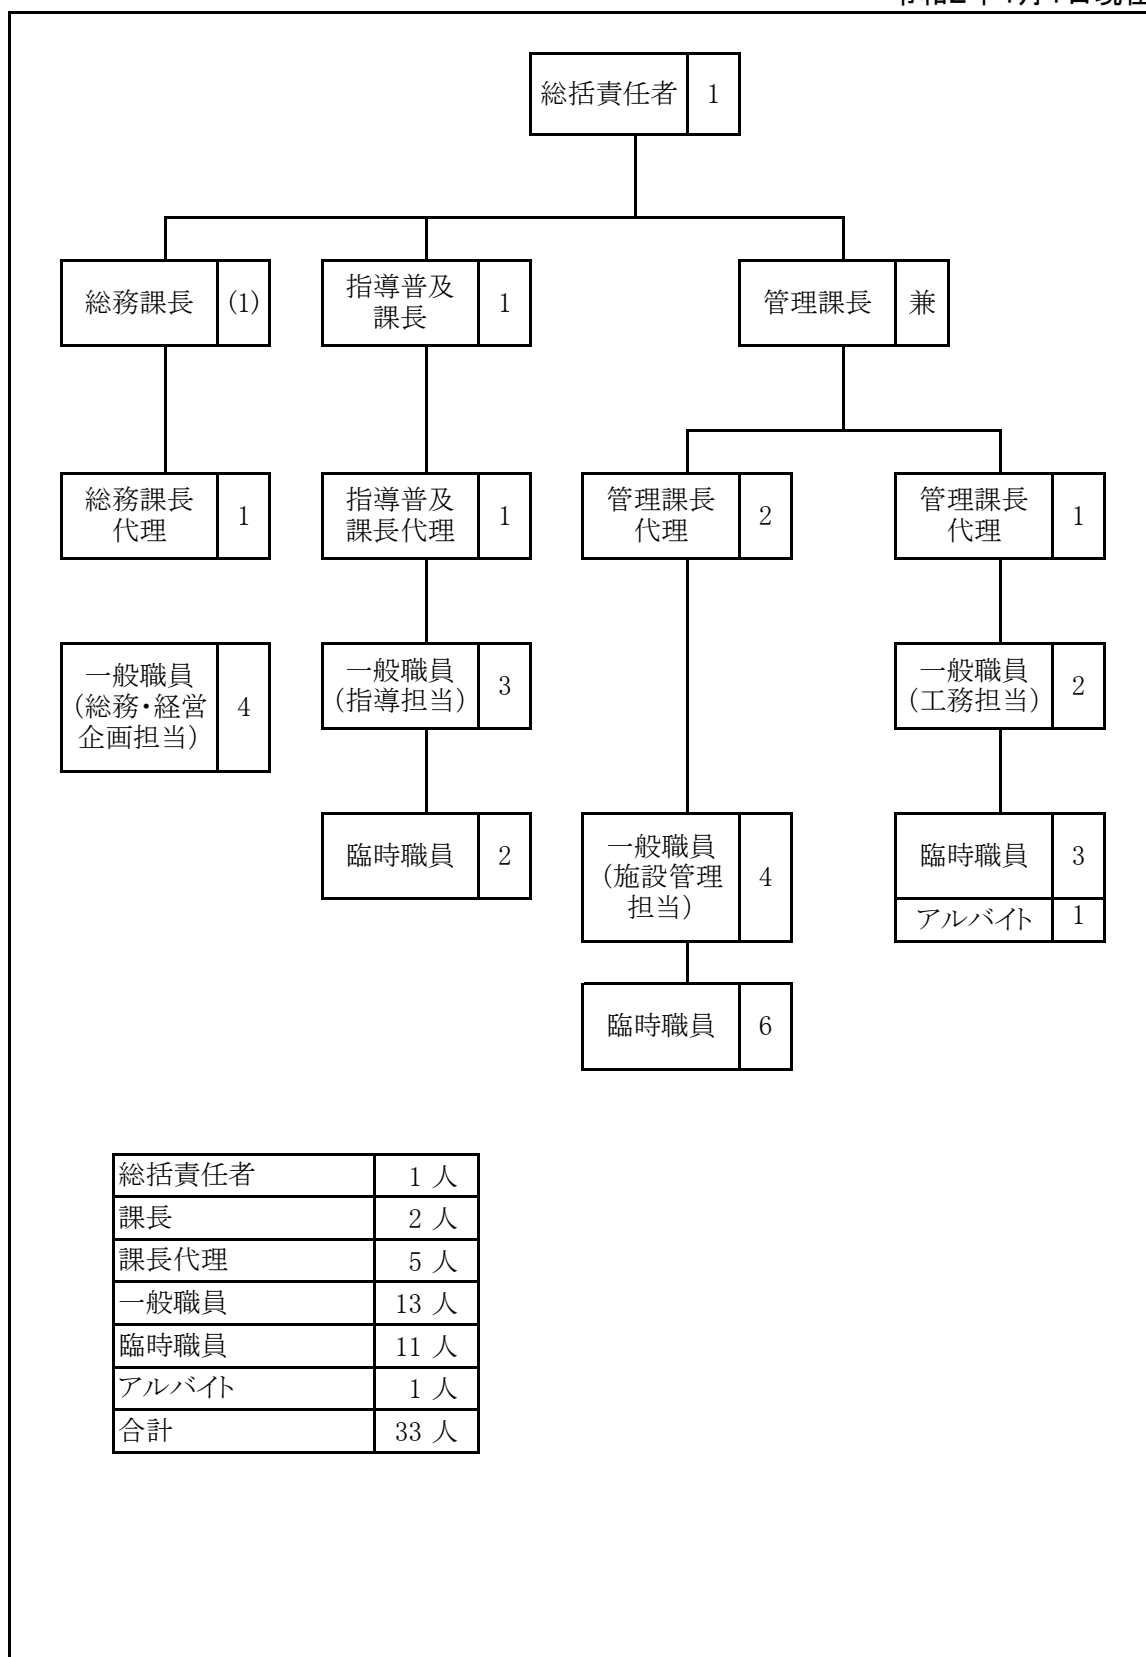 総括責任者 1
総務課長 (1)
指導普及
課長 1
管理課長 兼
総務課長
代理 1
指導普及
課長代理 1
管理課長
代理 2
管理課長
代理 1
一般職員
(総務・経営
企画担当) 4
一般職員
(指導担当) 3
一般職員
(工務担当) 2
臨時職員 2
一般職員
(施設管理
担当) 4
臨時職員 3
アルバイト 1
臨時職員 6
総括責任者 1 人
課長 2 人
課長代理 5 人
一般職員 13 人
臨時職員 11 人
アルバイト 1 人
合計 33 人